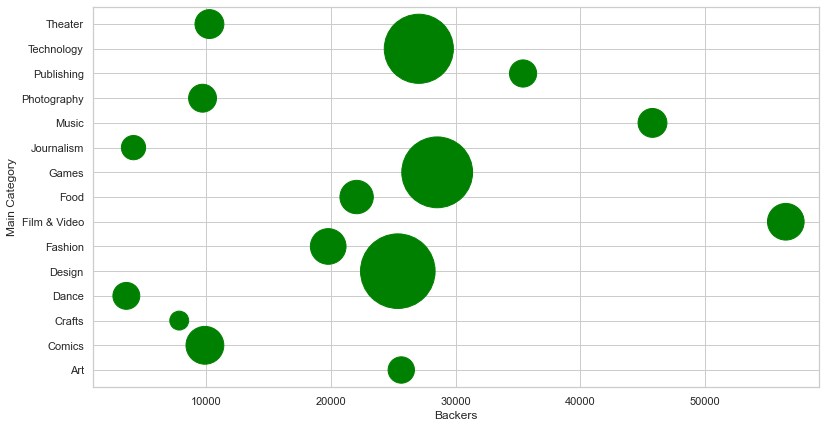 Main Category
Theater
Technology
Publishing
Photography
Music
Journalism
Games
Food
Film & Video
Fashion
Design
Dance
Crafts
Comics
Art
10000 20000 30000 40000 50000
Backers